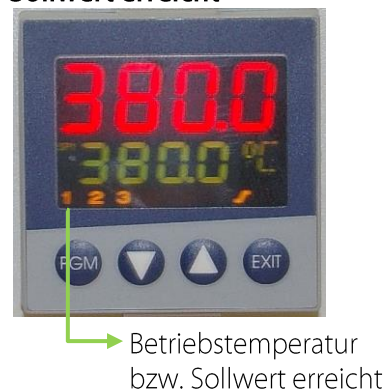 380.0
380.0 °C
1 2 3
PGM EXIT
Betriebstemperatur
bzw. Sollwert erreicht